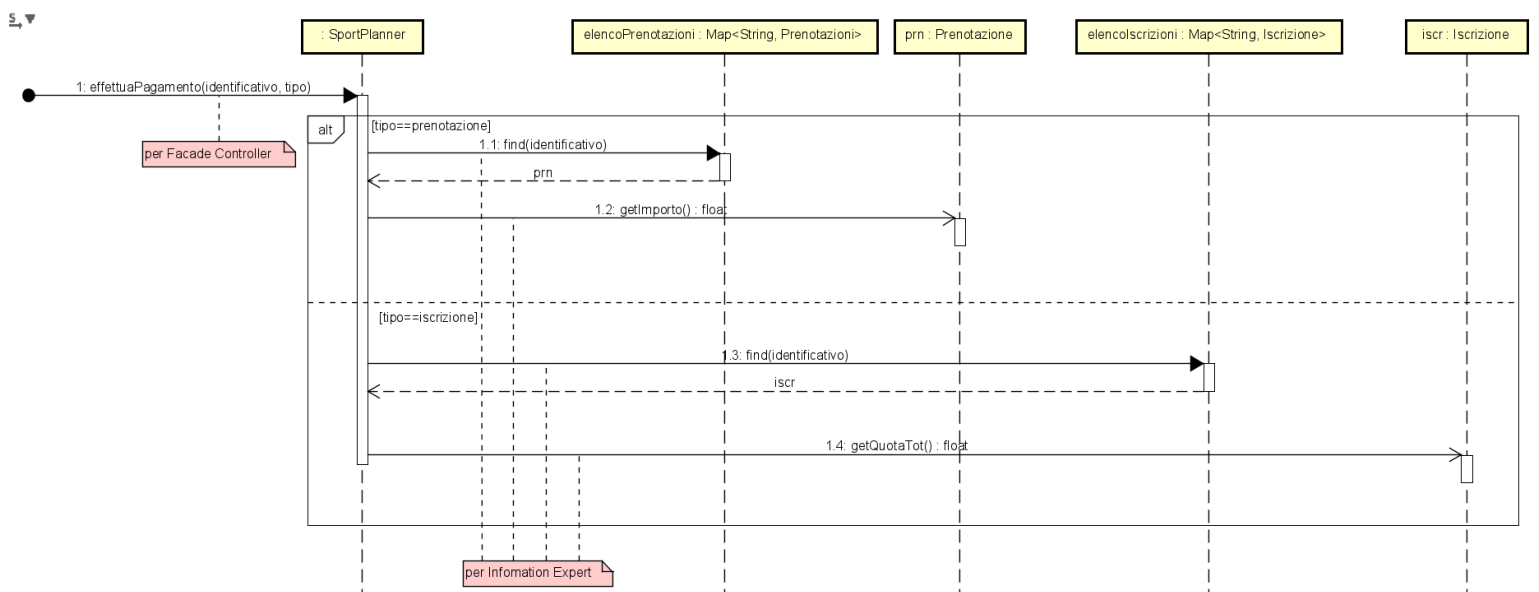 S
: SportPlanner
elencoPrenotazioni : Map<String, Prenotazioni>
prn : Prenotazione
elencoIscrizioni : Map<String, Iscrizione>
iscr : Iscrizione
1: effettuaPagamento(identificativo, tipo)
alt
[tipo==prenotazione]
per Facade Controller
1.1: find(identificativo)
prn
1.2: getImporto() : float
[tipo==iscrizione]
1.3: find(identificativo)
iscr
1.4: getQuotaTot() : float
per Infomation Expert